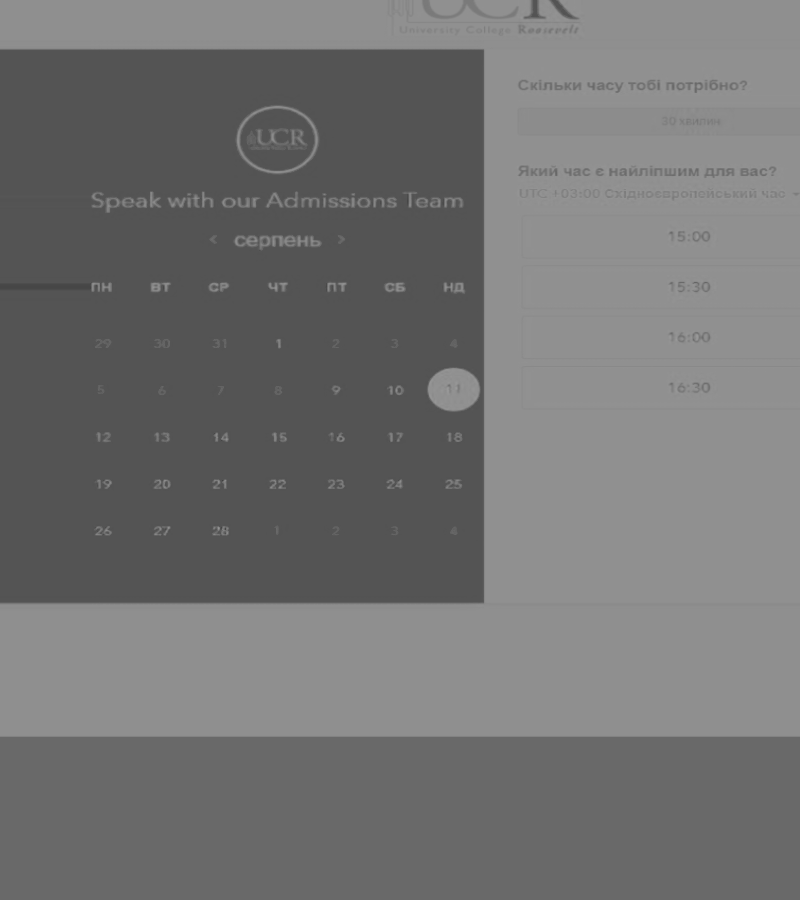 UCR
University College Roosevelt
UCR
Speak with our Admissions Team
< серпень >
ПН ВТ СР ЧТ ПТ СБ НД
29 30 31 1 2 3 4
5 6 7 8 9 10 11
12 13 14 15 16 17 18
19 20 21 22 23 24 25
26 27 28 1 2 3 4
Скільки часу тобі потрібно?
30 хвилин
Який час є найліпшим для вас?
UTC +03:00 Східноєвропейський час
15:00
15:30
16:00
16:30